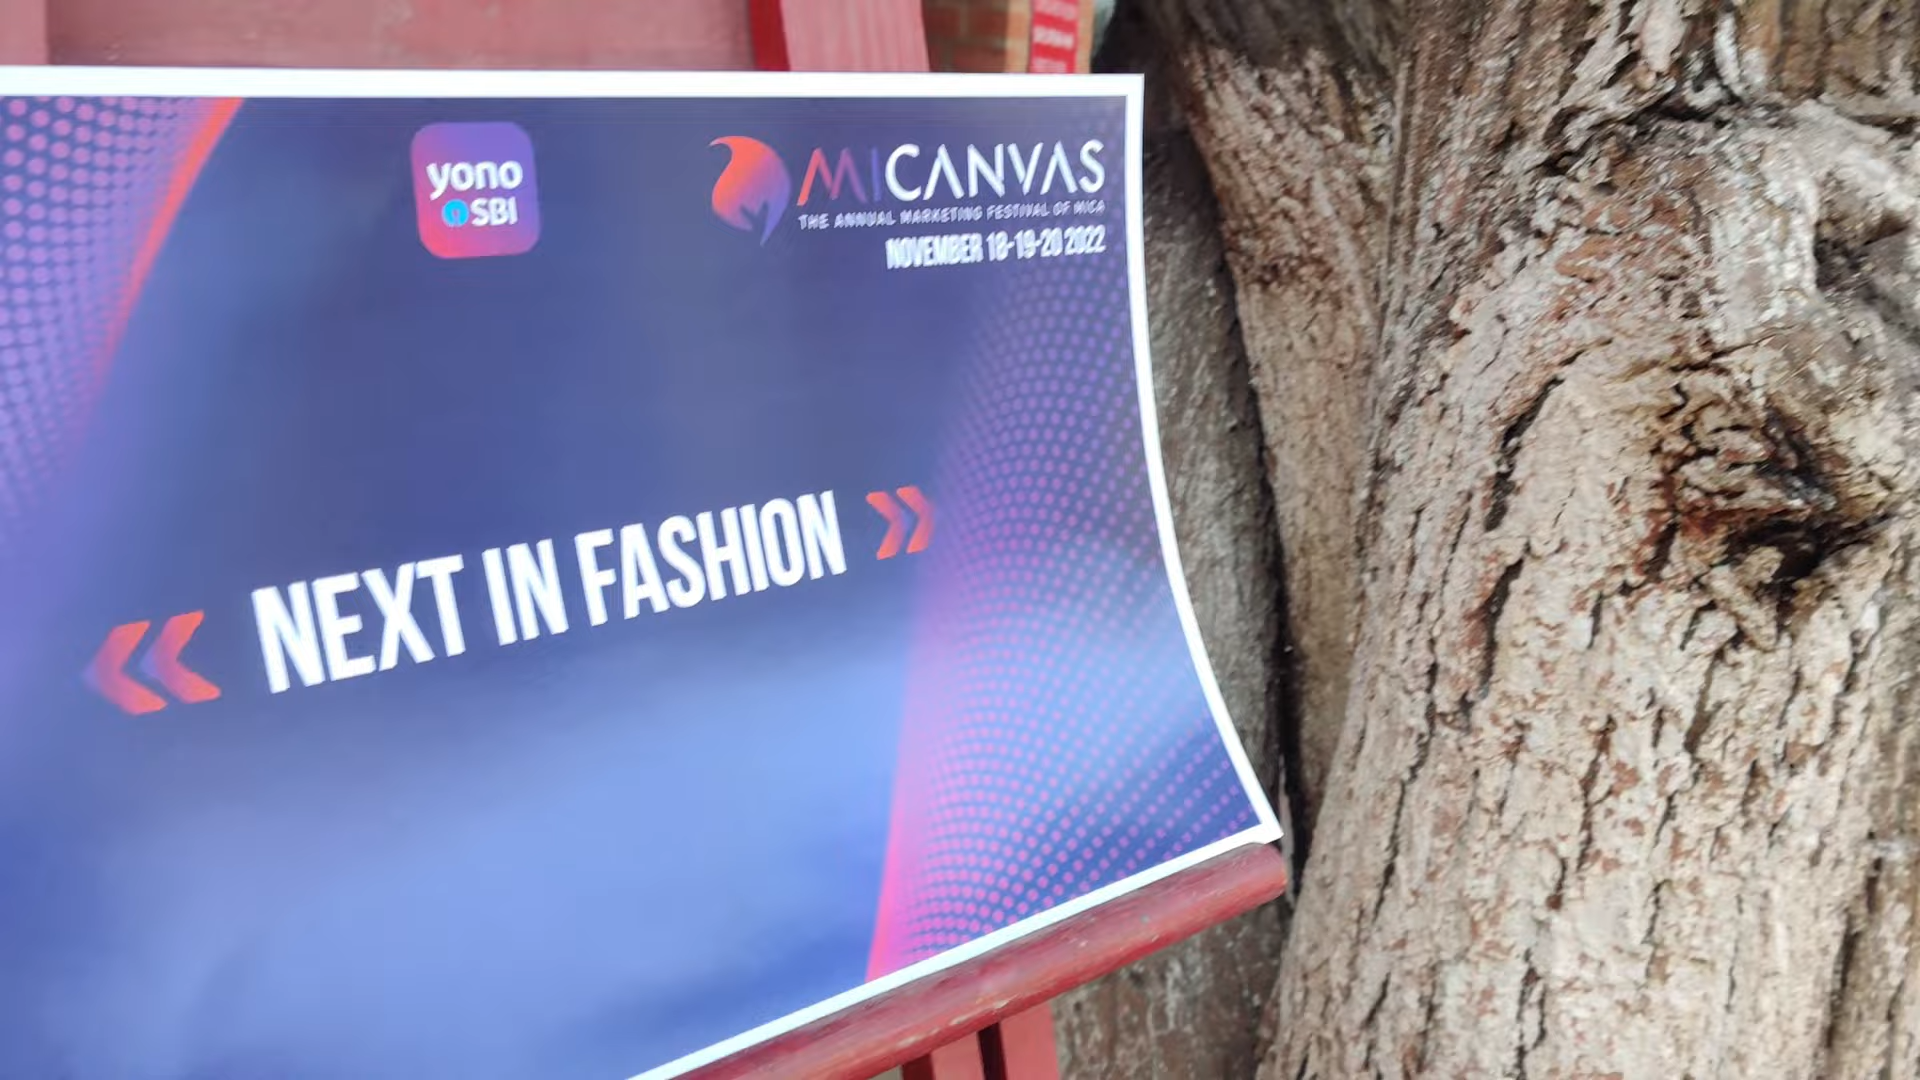 yono
SBI
MICANVAS
THE ANNUAL MARKETING FESTIVAL OF MICA
NOVEMBER 18-19-20 2022
« NEXT IN FASHION »